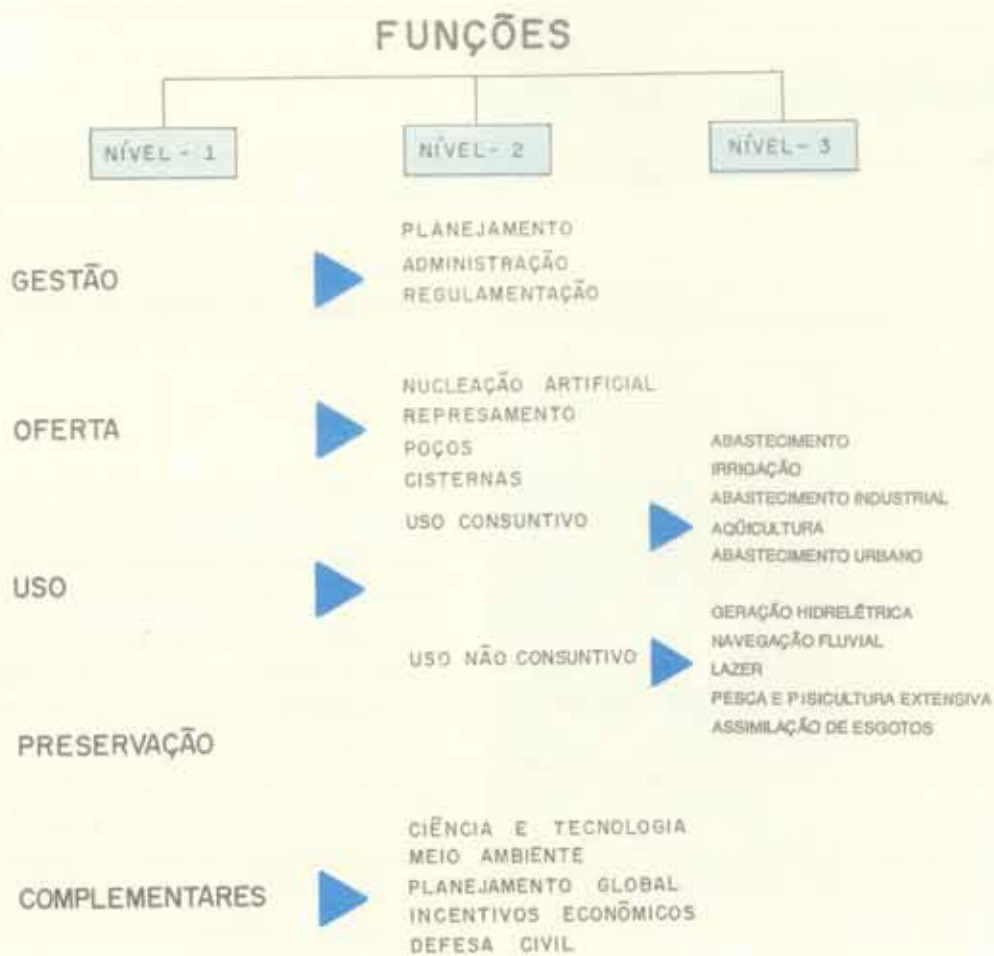 FUNÇÕES
NÍVEL - 1
NÍVEL - 2
NÍVEL - 3
GESTÃO
PLANEJAMENTO
ADMINISTRAÇÃO
REGULAMENTAÇÃO
OFERTA
NUCLEAÇÃO ARTIFICIAL
REPRESAMENTO
POÇOS
CISTERNAS
USO
USO CONSUNTIVO
ABASTECIMENTO
IRRIGAÇÃO
ABASTECIMENTO INDUSTRIAL
AQÜICULTURA
ABASTECIMENTO URBANO
USO NÃO CONSUNTIVO
GERAÇÃO HIDRELÉTRICA
NAVEGAÇÃO FLUVIAL
LAZER
PESCA E PISICULTURA EXTENSIVA
ASSIMILAÇÃO DE ESGOTOS
PRESERVAÇÃO
COMPLEMENTARES
CIÊNCIA E TECNOLOGIA
MEIO AMBIENTE
PLANEJAMENTO GLOBAL
INCENTIVOS ECONÔMICOS
DEFESA CIVIL